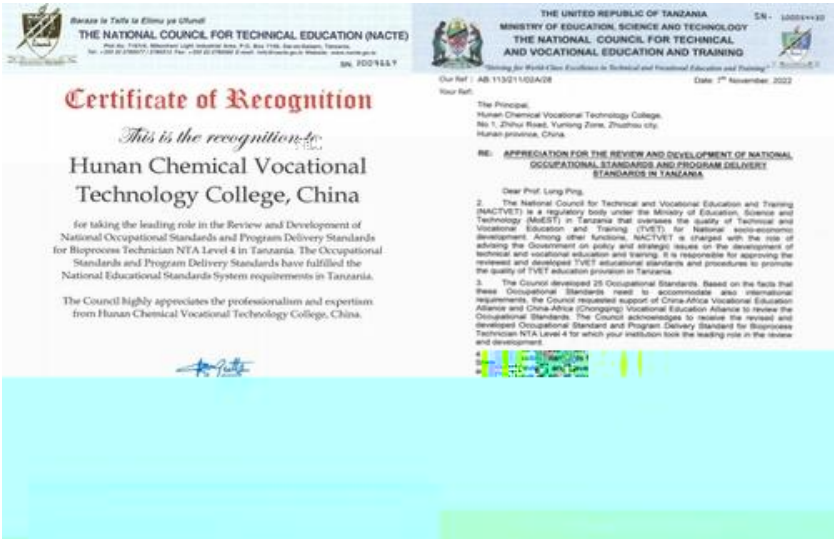 Baraza la Taifa la Elimu ya Ufundi
THE NATIONAL COUNCIL FOR TECHNICAL EDUCATION (NACTE)
Certificate of Recognition
This is the recognition to
Hunan Chemical Vocational
Technology College, China
for taking the leading role in the Review and Development of
National Occupational Standards and Program Delivery Standards
for Bioprocess Technician NTA Level 4 in Tanzania. The Occupational
Standards and Program Delivery Standards have fulfilled the
National Educational Standards System requirements in Tanzania.
The Council highly appreciates the professionalism and expertism
from Hunan Chemical Vocational Technology College, China.
THE UNITED REPUBLIC OF TANZANIA
MINISTRY OF EDUCATION, SCIENCE AND TECHNOLOGY
THE NATIONAL COUNCIL FOR TECHNICAL
AND VOCATIONAL EDUCATION AND TRAINING
"Striving for World Class Excellence in Technical and Vocational Education and Training"
Our Ref : AB.113/211/02A/28
Date: 7th November, 2022
Your Ref:
The Principal,
Hunan Chemical Vocational Technology College,
No.1, Zhihui Road, Yunlong Zone, Zhuzhou city,
Hunan province, China.
RE: APPRECIATION FOR THE REVIEW AND DEVELOPMENT OF NATIONAL
OCCUPATIONAL STANDARDS AND PROGRAM DELIVERY
STANDARDS IN TANZANIA
Dear Prof. Long Ping,
2. The National Council for Technical and Vocational Education and Training
(NACTVET) is a regulatory body under the Ministry of Education, Science and
Technology (MoEST) in Tanzania that oversees the quality of Technical and
Vocational Education and Training (TVET) for National socio-economic
development. Among other functions, NACTVET is charged with the role of
advising the Government on policy and strategic issues on the development of
technical and vocational education and training. It is responsible for approving the
reviewed and developed TVET educational standards and procedures to promote
the quality of TVET education provision in Tanzania.
3. The Council developed 25 Occupational Standards. Based on the facts that
these Occupational Standards need to accommodate also international
requirements, the Council requested support of China-Africa Vocational Education
Alliance and China-Africa (Chongqing) Vocational Education Alliance to review the
Occupational Standards. The Council acknowledges to receive the revised and
developed Occupational Standard and Program Delivery Standard for Bioprocess
Technician NTA Level 4 for which your institution took the leading role in the review
and development.